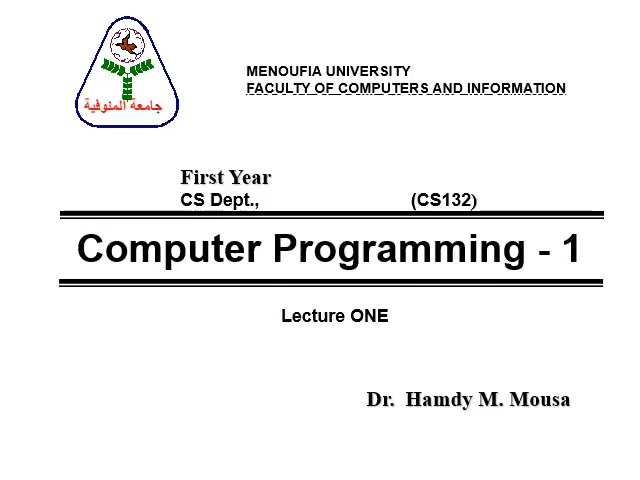 جامعة المنوفية
MENOUFIA UNIVERSITY
FACULTY OF COMPUTERS AND INFORMATION
First Year
CS Dept., (CS132)
Computer Programming - 1
Lecture ONE
Dr. Hamdy M. Mousa